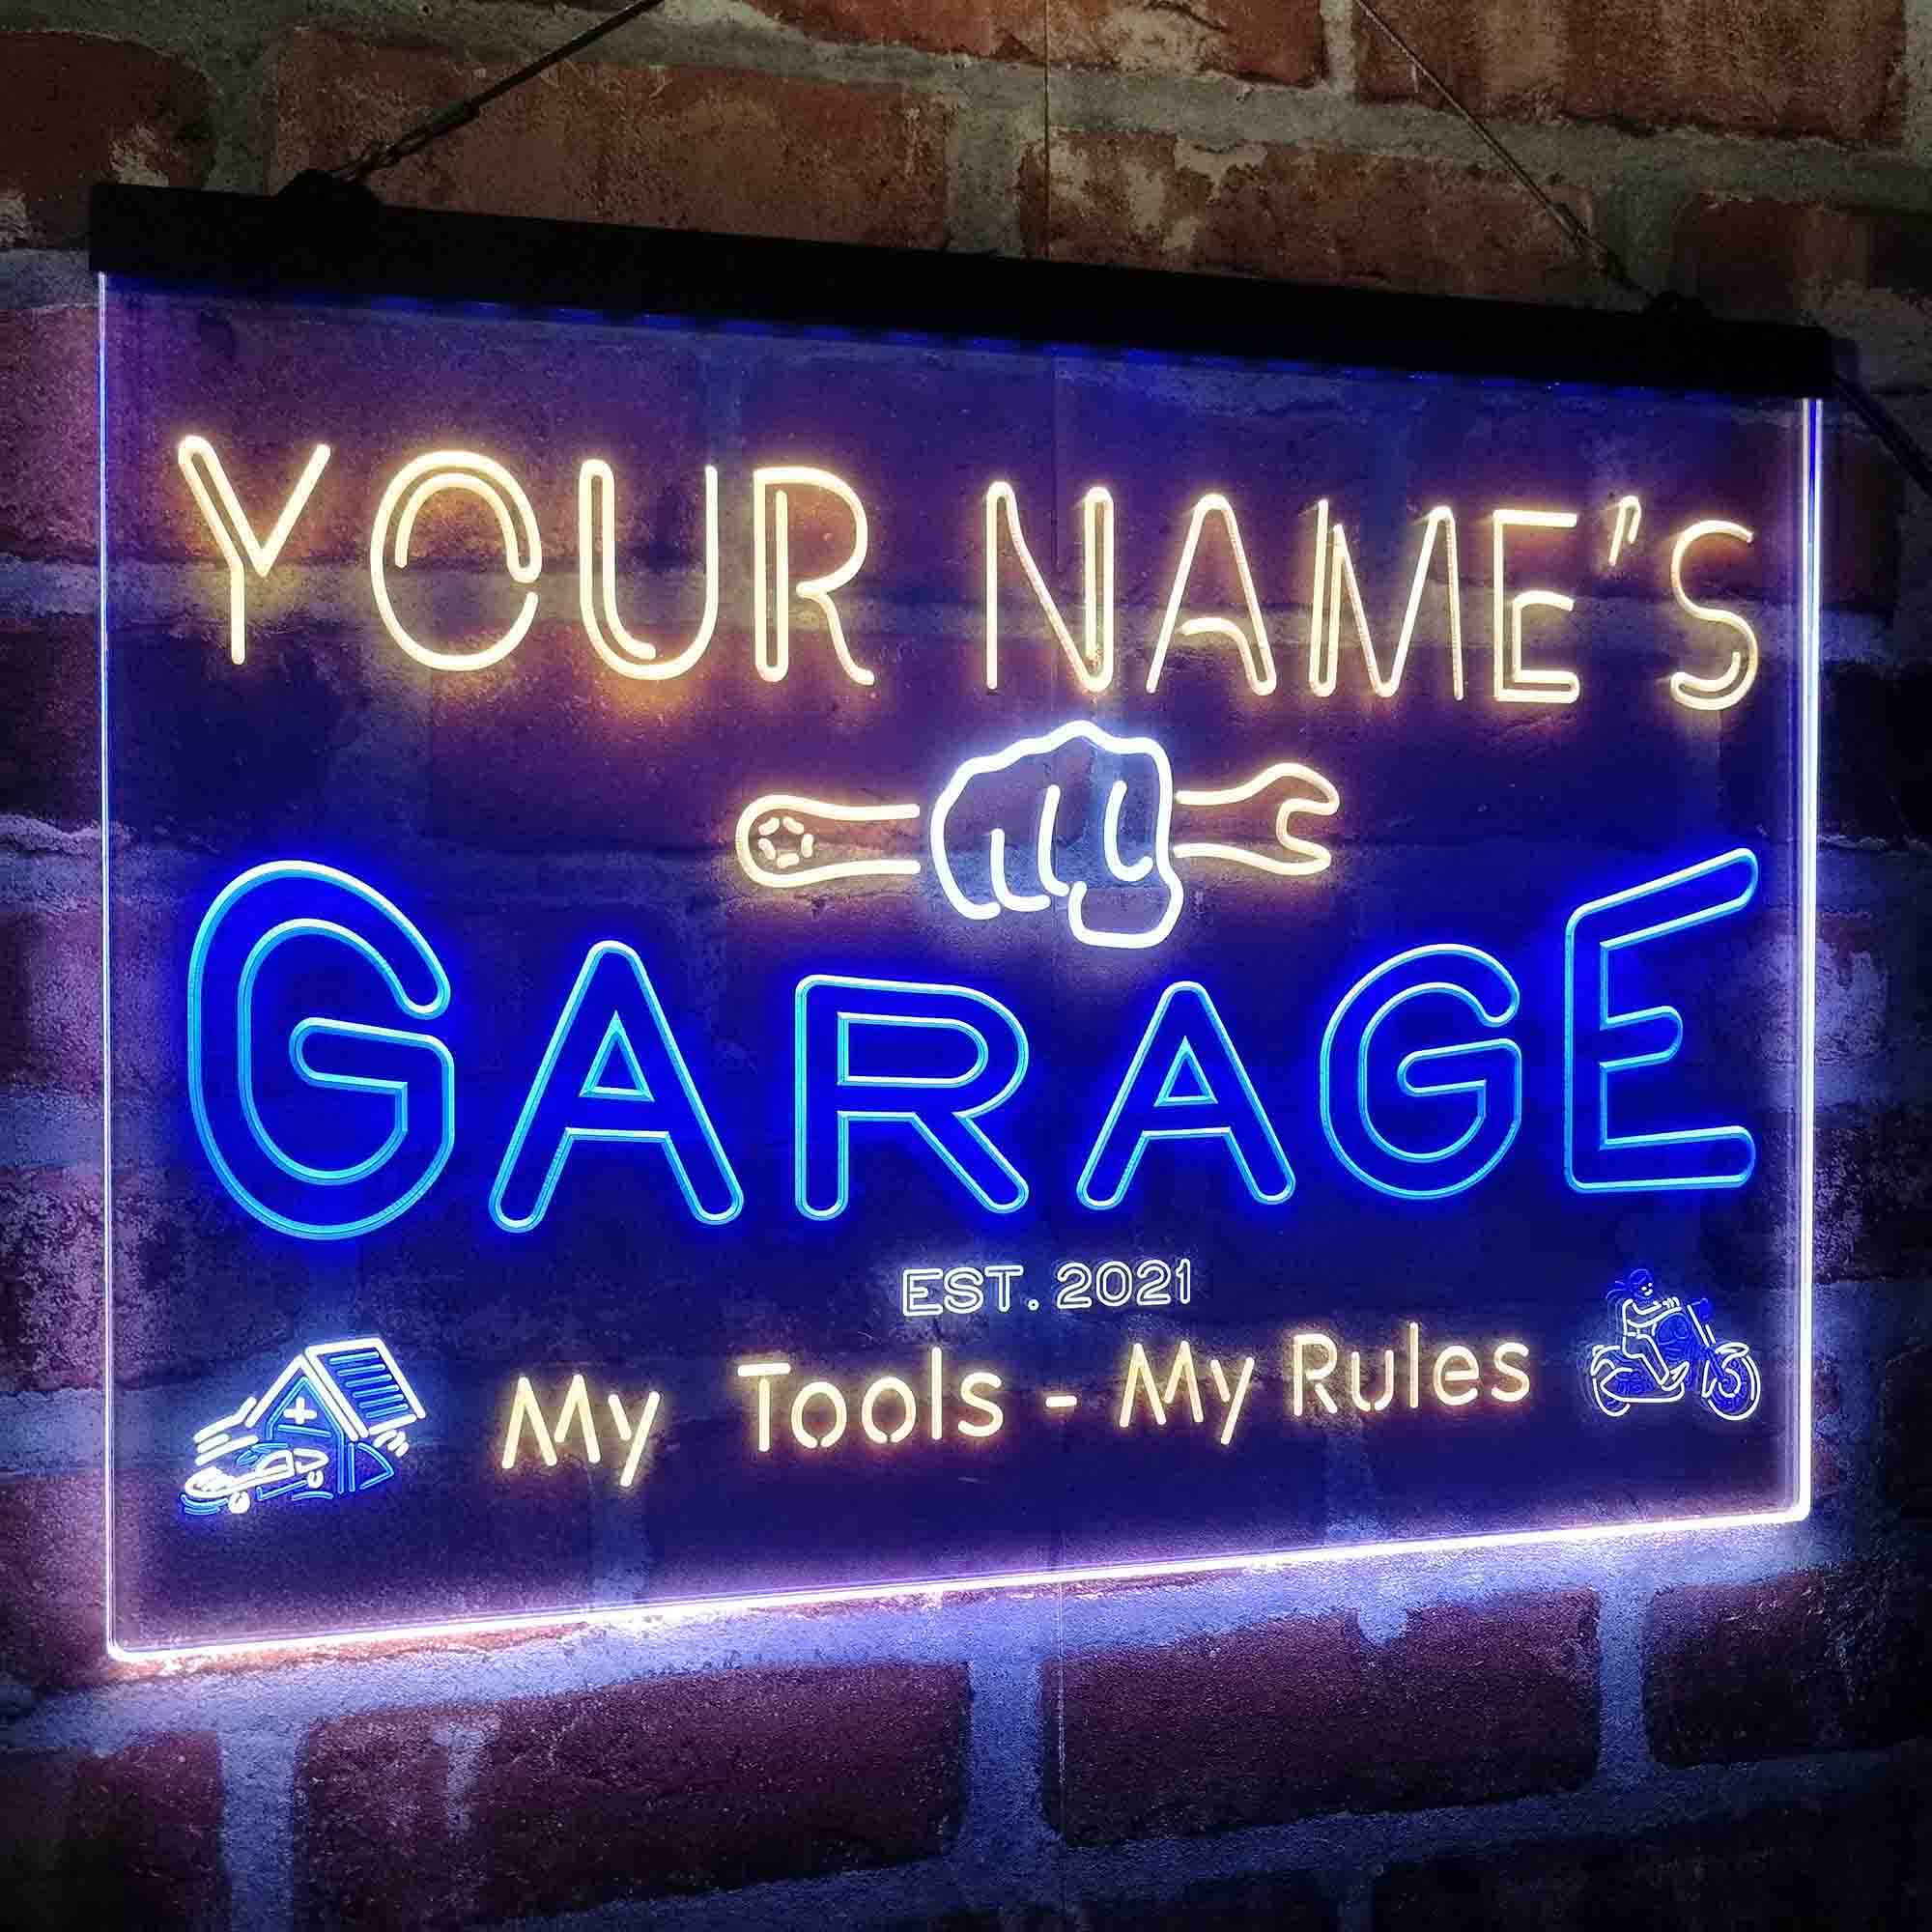 YOUR NAME'S
GARAGE
EST. 2021
My Tools - My Rules